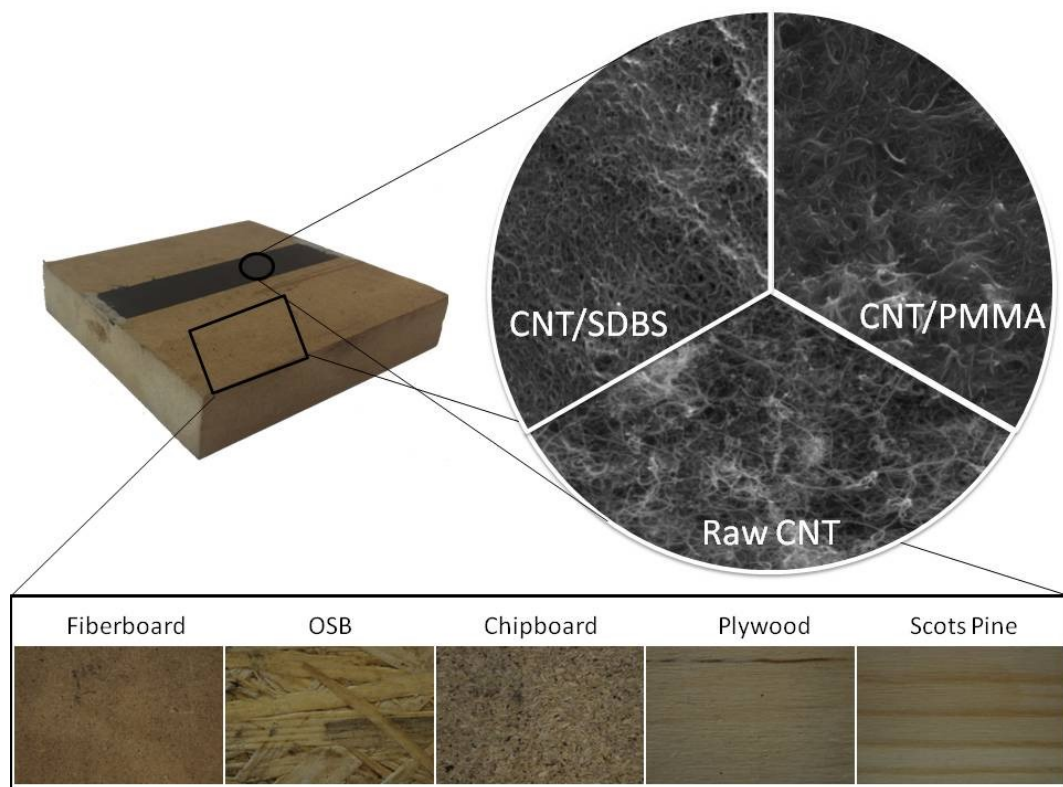 CNT/SDBS
CNT/PMMA
Raw CNT
Fiberboard
OSB
Chipboard
Plywood
Scots Pine